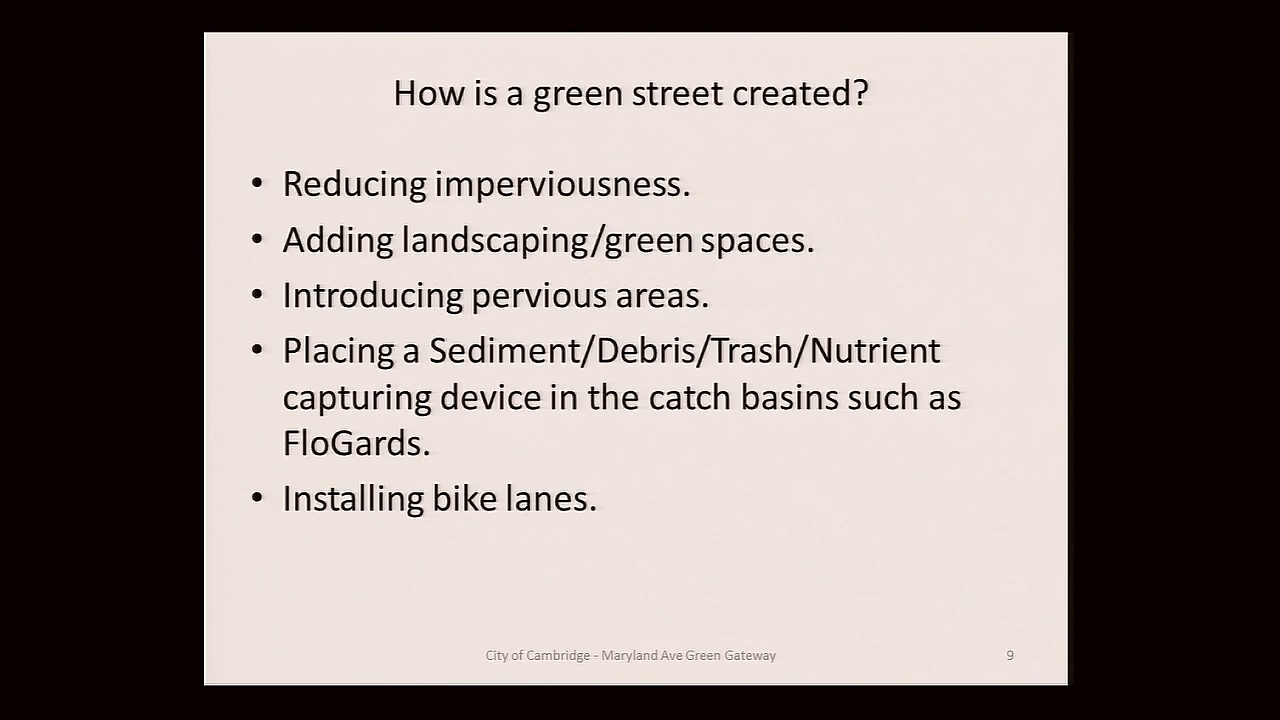 How is a green street created?
• Reducing imperviousness.
• Adding landscaping/green spaces.
• Introducing pervious areas.
• Placing a Sediment/Debris/Trash/Nutrient
capturing device in the catch basins such as
FloGards.
• Installing bike lanes.
City of Cambridge - Maryland Ave Green Gateway
9